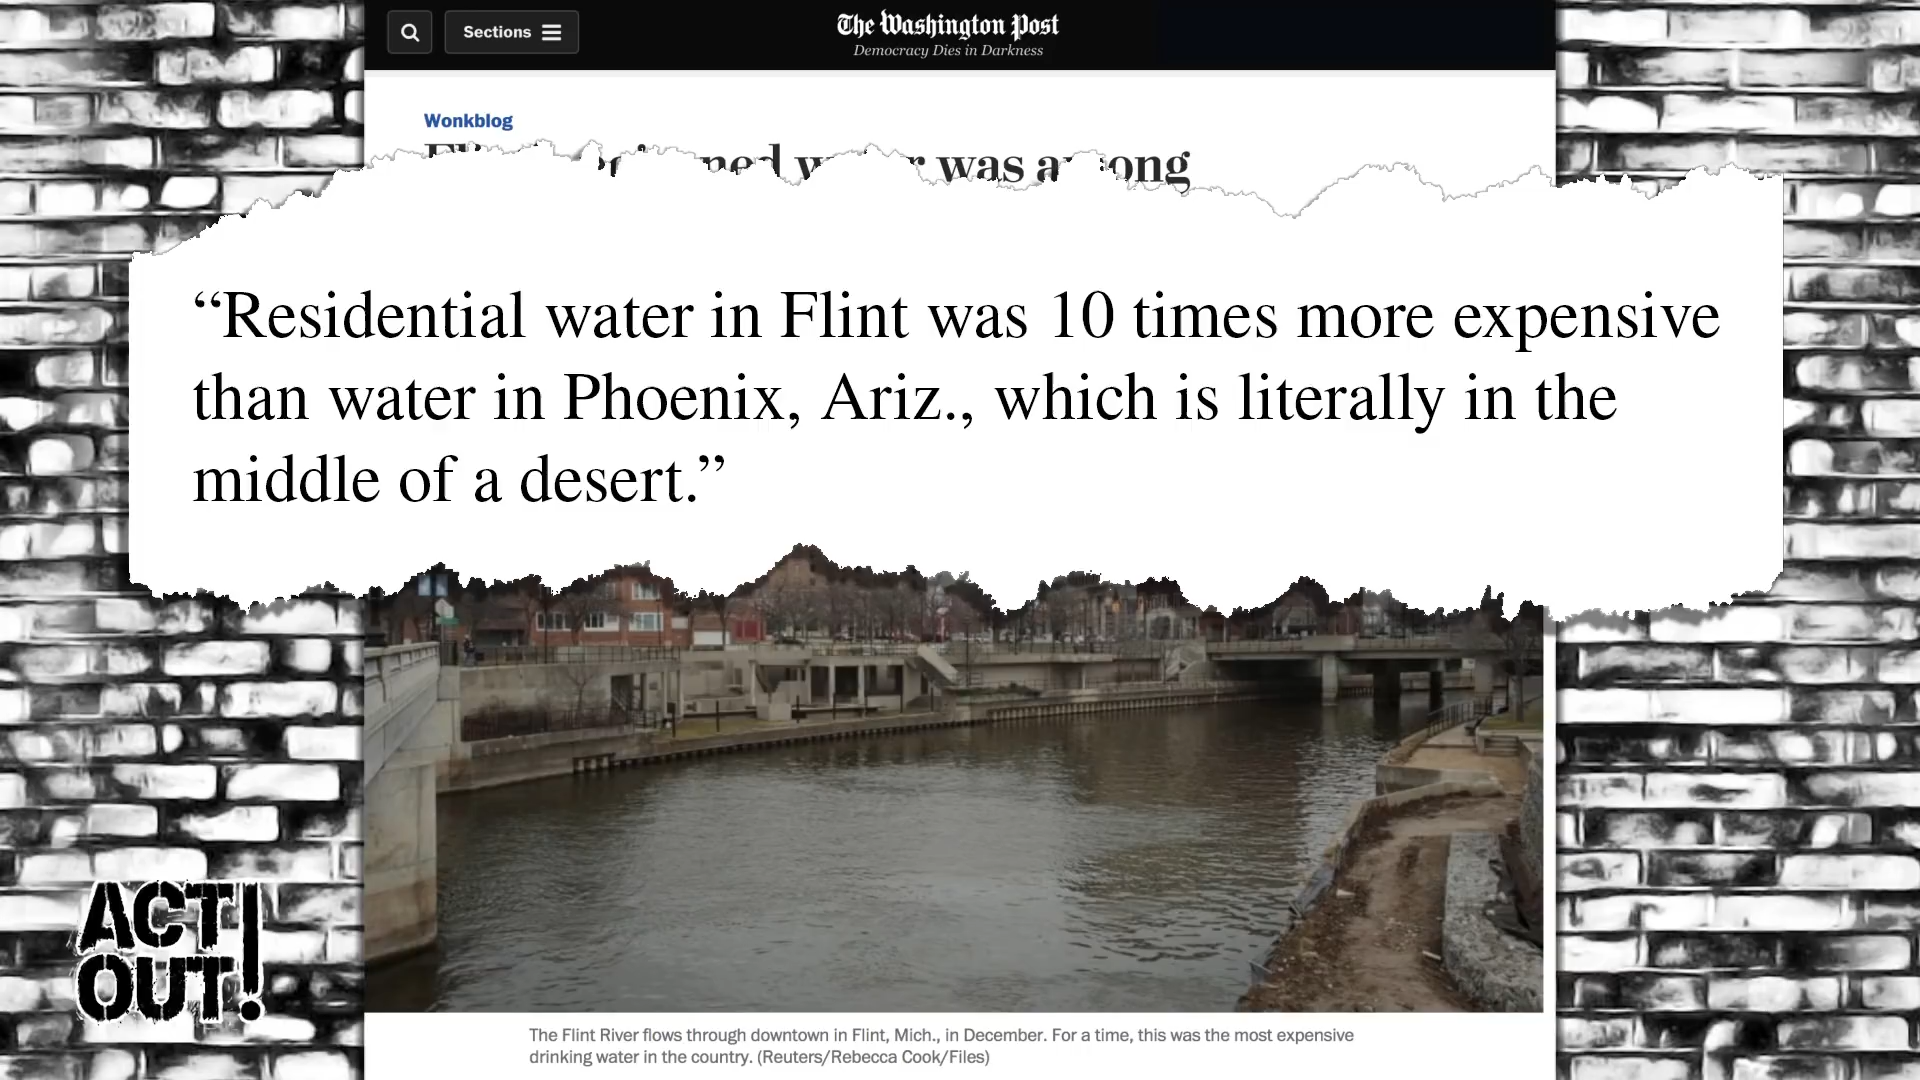 Sections
The Washington Post
Democracy Dies in Darkness
Wonkblog
water was among
“Residential water in Flint was 10 times more expensive
than water in Phoenix, Ariz., which is literally in the
middle of a desert.”
ACT
OUT!
The Flint River flows through downtown in Flint, Mich., in December. For a time, this was the most expensive
drinking water in the country. (Reuters/Rebecca Cook/Files)